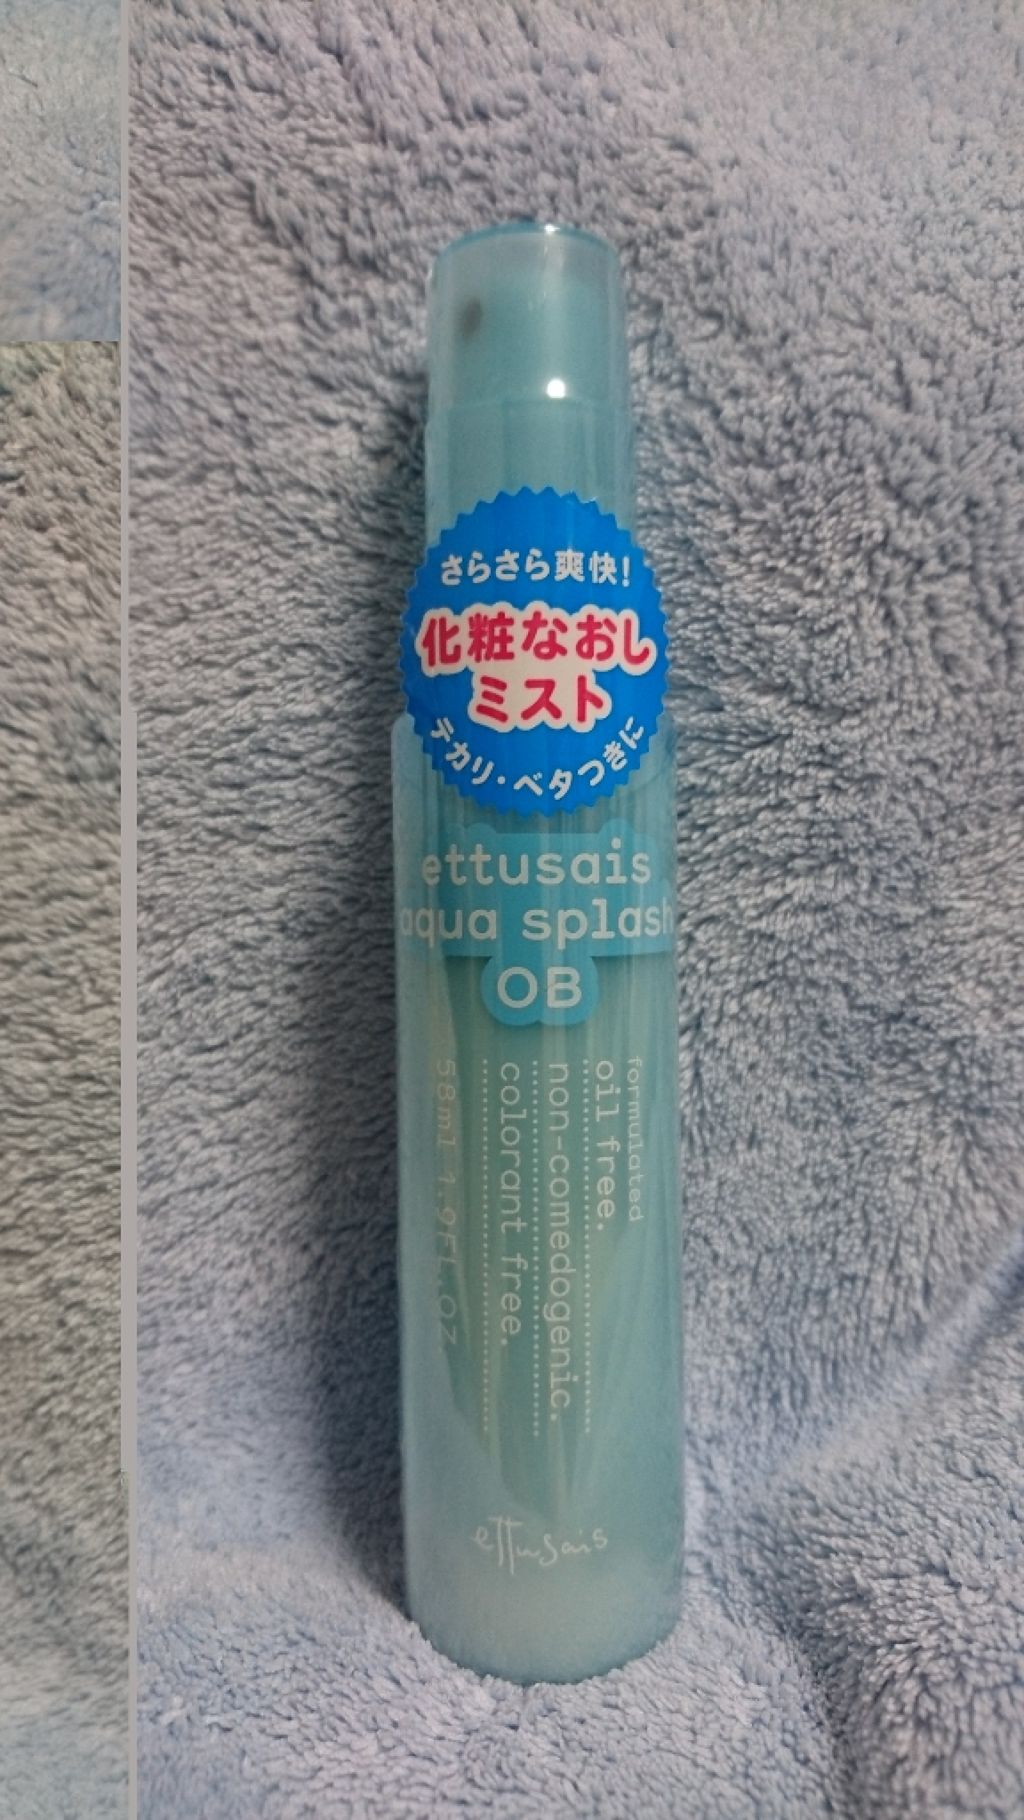 さらさら爽快!
化粧なおし
ミスト
テカリ・ベタつきに
ettusais
aqua splash
OB
formulated
oil free.
non-comedogenic.
colorant free.
58ml 1.9FL.OZ.
ettusais